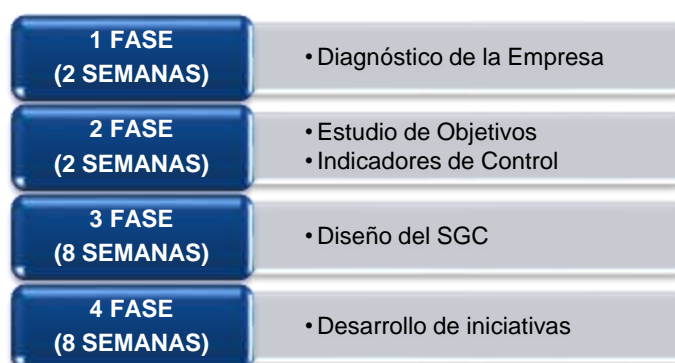 1 FASE
(2 SEMANAS)
• Diagnóstico de la Empresa
2 FASE
(2 SEMANAS)
• Estudio de Objetivos
• Indicadores de Control
3 FASE
(8 SEMANAS)
• Diseño del SGC
4 FASE
(8 SEMANAS)
• Desarrollo de iniciativas